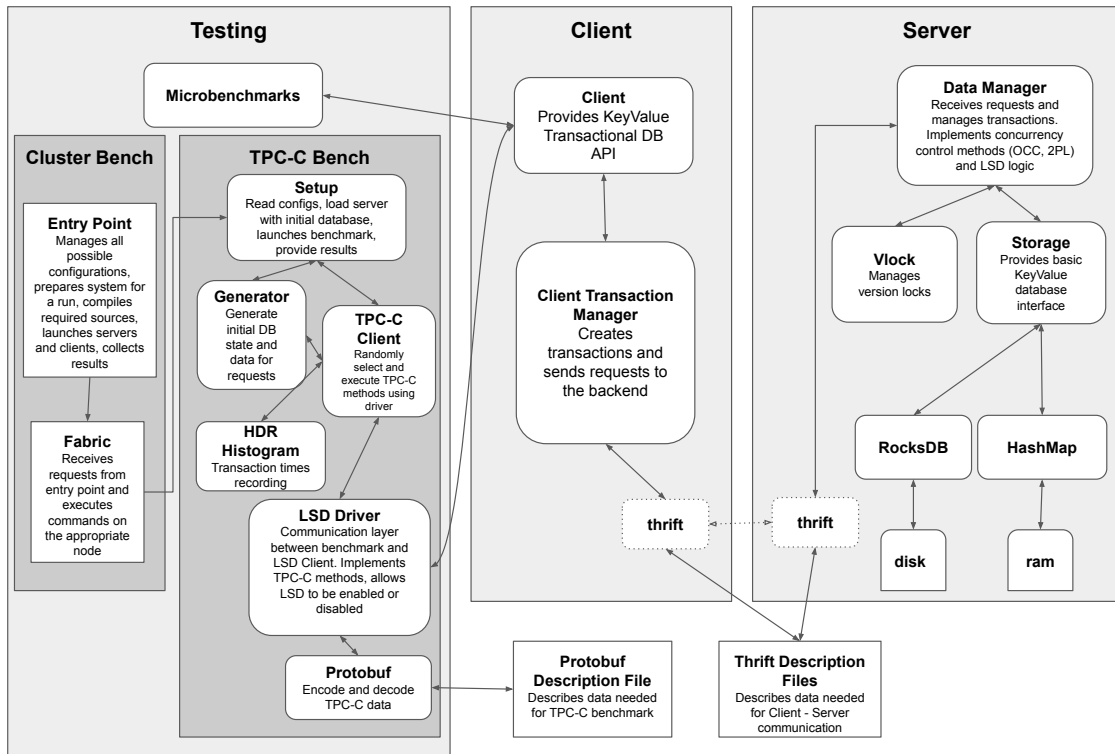 Testing
Microbenchmarks
Cluster Bench
Entry Point
Manages all
possible
configurations,
prepares system for
a run, compiles
required sources,
launches servers
and clients, collects
results
Fabric
Receives
requests from
entry point and
executes
commands on
the appropriate
node
TPC-C Bench
Setup
Read configs, load server
with initial database,
launches benchmark,
provide results
Generator
Generate
initial DB
state and
data for
requests
TPC-C
Client
Randomly
select and
execute TPC-C
methods using
driver
HDR
Histogram
Transaction times
recording
LSD Driver
Communication layer
between benchmark and
LSD Client. Implements
TPC-C methods, allows
LSD to be enabled or
disabled
Protobuf
Encode and decode
TPC-C data
Client
Client
Provides KeyValue
Transactional DB
API
Client Transaction
Manager
Creates
transactions and
sends requests to
the backend
thrift
Server
Data Manager
Receives requests and
manages transactions.
Implements concurrency
control methods (OCC, 2PL)
and LSD logic
Vlock
Manages
version locks
Storage
Provides basic
KeyValue
database
interface
RocksDB
HashMap
thrift
disk
ram
Protobuf
Description File
Describes data needed
for TPC-C benchmark
Thrift Description
Files
Describes data needed
for Client - Server
communication